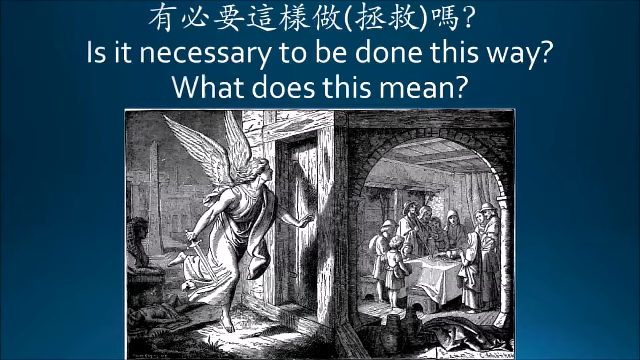 有必要這樣做(拯救)嗎?
Is it necessary to be done this way?
What does this mean?